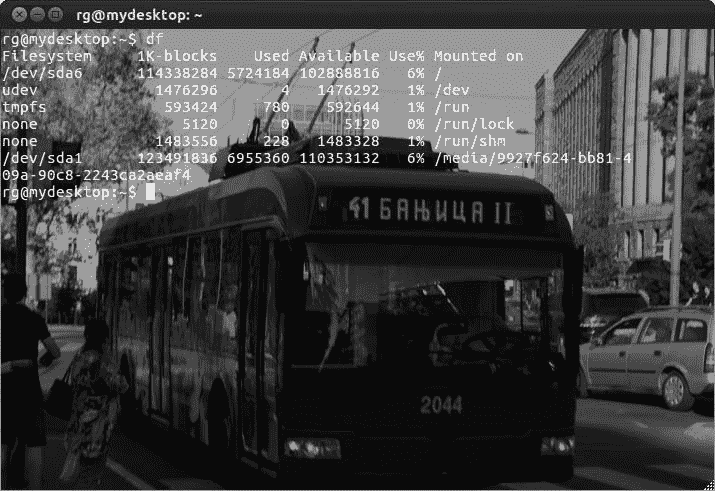 rg@mydesktop: ~
rg@mydesktop:~$ df
Filesystem     1K-blocks    Used Available Use% Mounted on
/dev/sda6      114338284 5724184 102888816   6% /
udev             1476296       4   1476292   1% /dev
tmpfs             593424     780    592644   1% /run
none                5120       0      5120   0% /run/lock
none             1483556     228   1483328   1% /run/shm
/dev/sda1      123491836 6955360 110353132   6% /media/9927f624-bb81-4
09a-90c8-2243ca2aeaf4
rg@mydesktop:~$
41 БАЊИЦА II
2044